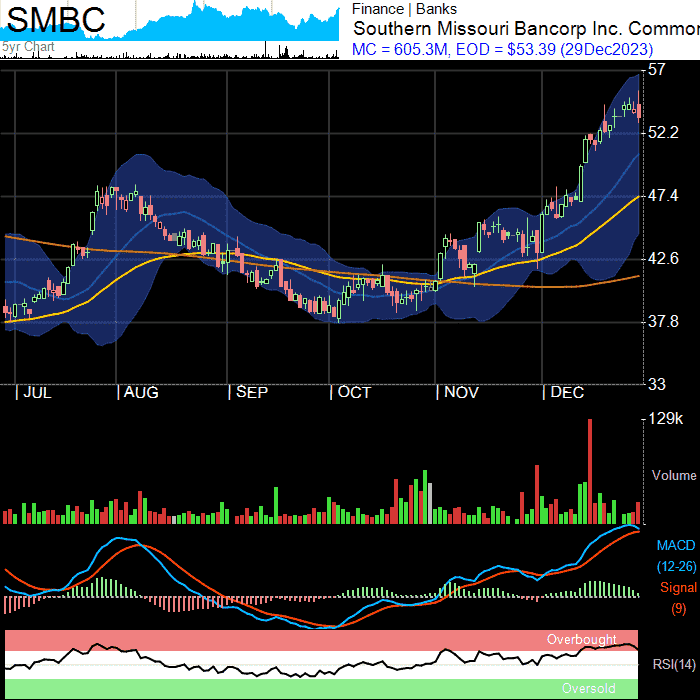 SMBC
5yr Chart
Finance | Banks
Southern Missouri Bancorp Inc. Common
MC = 605.3M, EOD = $53.39 (29Dec2023)
57
52.2
47.4
42.6
37.8
33
| JUL | AUG | SEP | OCT | NOV | DEC
129k
Volume
MACD
(12-26)
Signal
(9)
Overbought
RSI(14)
Oversold